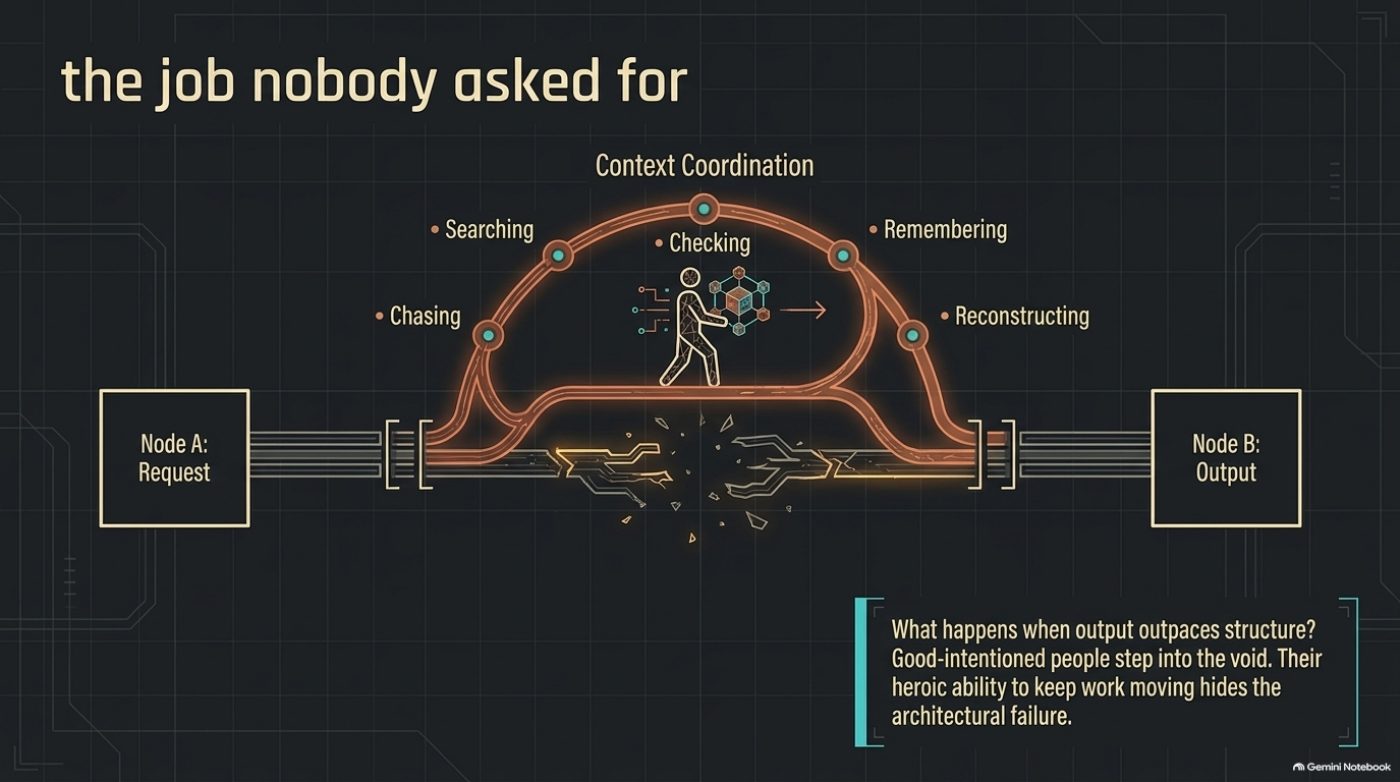 the job nobody asked for
Context Coordination
• Searching
• Checking
• Remembering
• Chasing
• Reconstructing
Node A:
Request
Node B:
Output
What happens when output outpaces structure?
Good-intentioned people step into the void. Their
heroic ability to keep work moving hides the
architectural failure.
Gemini Notebook